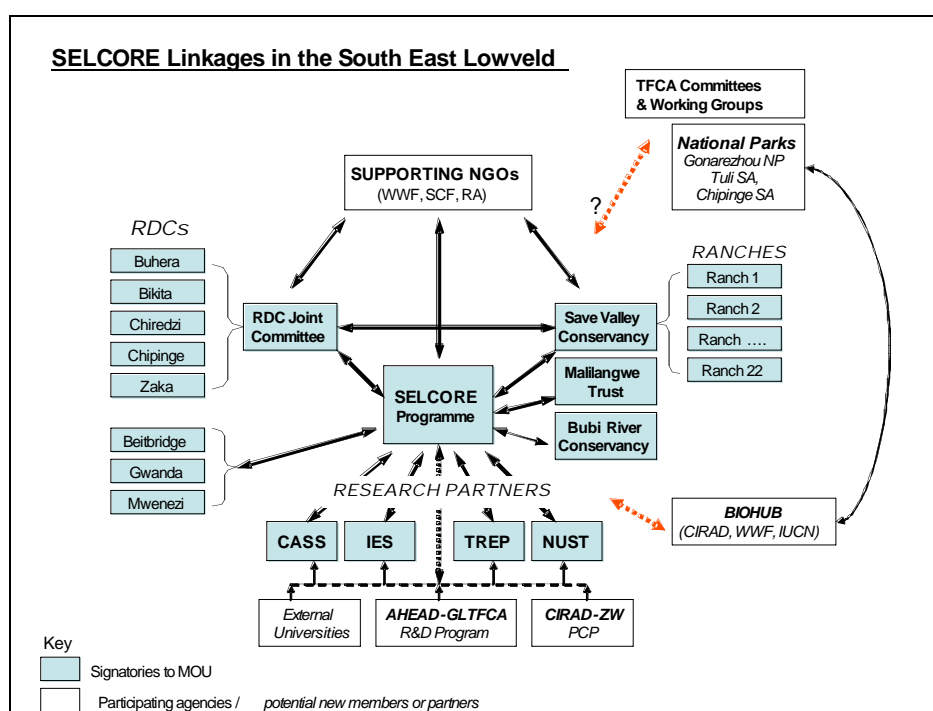 SELCORE Linkages in the South East Lowveld
TFCA Committees
& Working Groups
National Parks
Gonarezhou NP
Tuli SA,
Chipinge SA
SUPPORTING NGOs
(WWF, SCF, RA)
?
RDCs
Buhera
Bikita
Chiredzi
Chipinge
Zaka
RDC Joint
Committee
Save Valley
Conservancy
RANCHES
Ranch 1
Ranch 2
Ranch ....
Ranch 22
SELCORE
Programme
Malilangwe
Trust
Bubi River
Conservancy
Beitbridge
Gwanda
Mwenezi
RESEARCH PARTNERS
BIOHUB
(CIRAD, WWF, IUCN)
CASS
IES
TREP
NUST
External
Universities
AHEAD-GLTFCA
R&D Program
CIRAD-ZW
PCP
Key
Signatories to MOU
Participating agencies / potential new members or partners